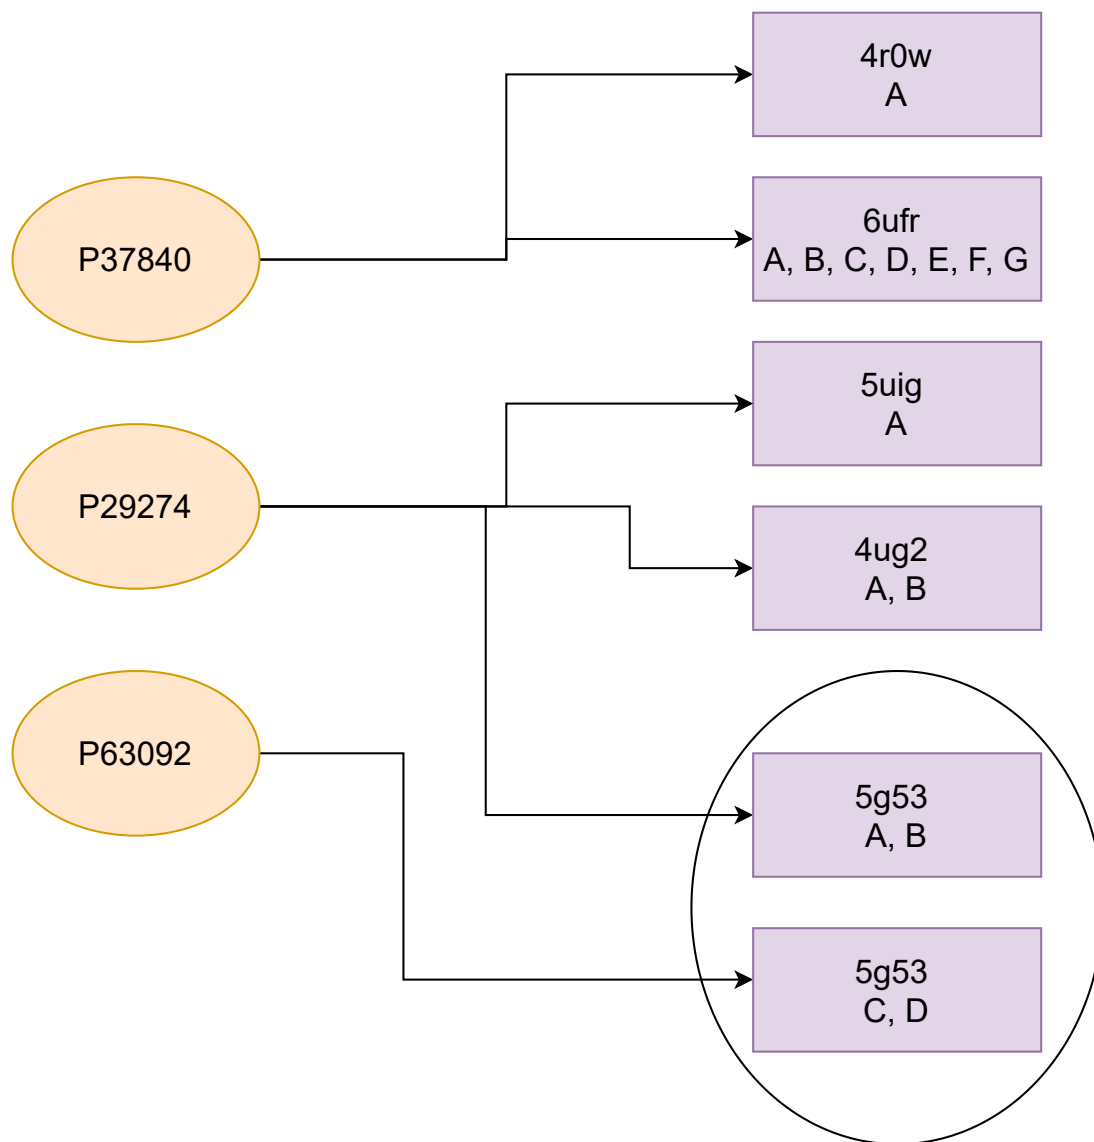 4r0w
A
P37840
6ufr
A, B, C, D, E, F, G
5uig
A
P29274
4ug2
A, B
P63092
5g53
A, B
5g53
C, D